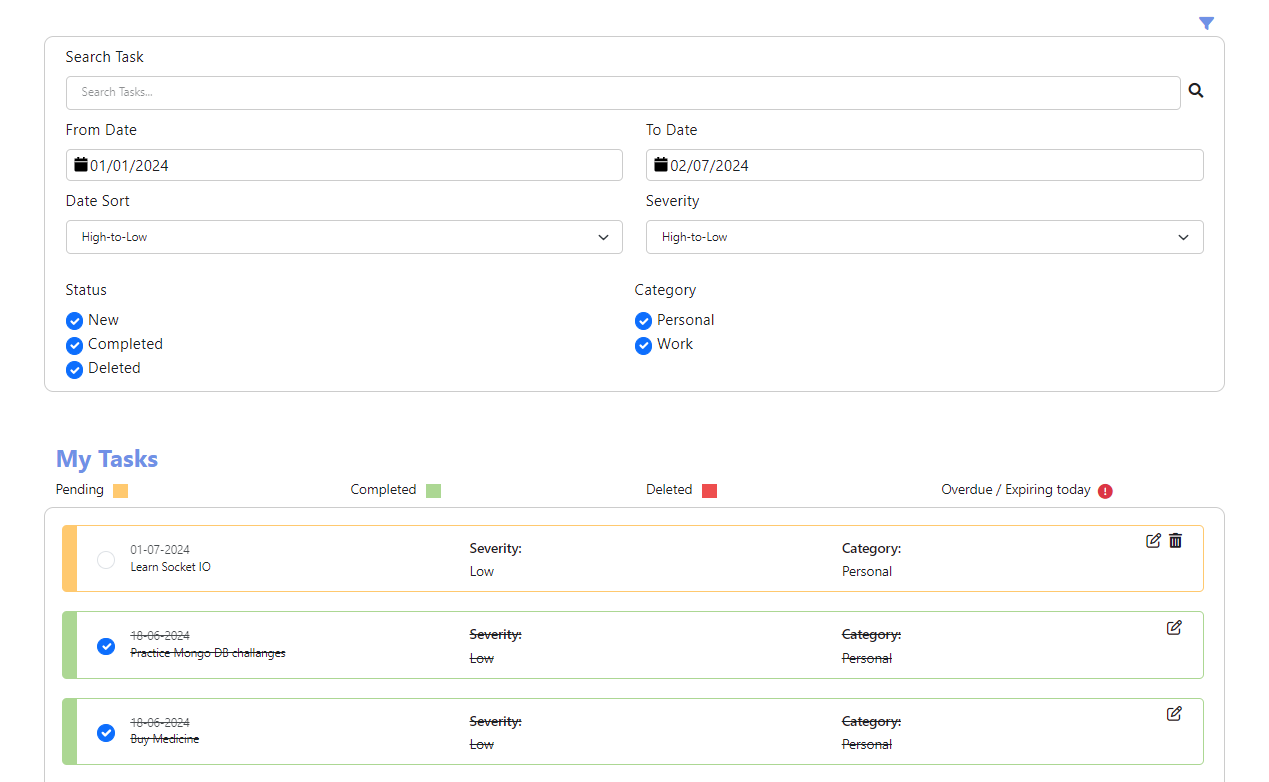 Search Task
Search Tasks...
From Date To Date
01/01/2024 02/07/2024
Date Sort Severity
High-to-Low High-to-Low
Status Category
New Personal
Completed Work
Deleted
My Tasks
Pending Completed Deleted Overdue / Expiring today
01-07-2024 Severity: Category:
Learn Socket IO Low Personal
18-06-2024 Severity: Category:
Practice Mongo DB challanges Low Personal
18-06-2024 Severity: Category:
Buy Medicine Low Personal